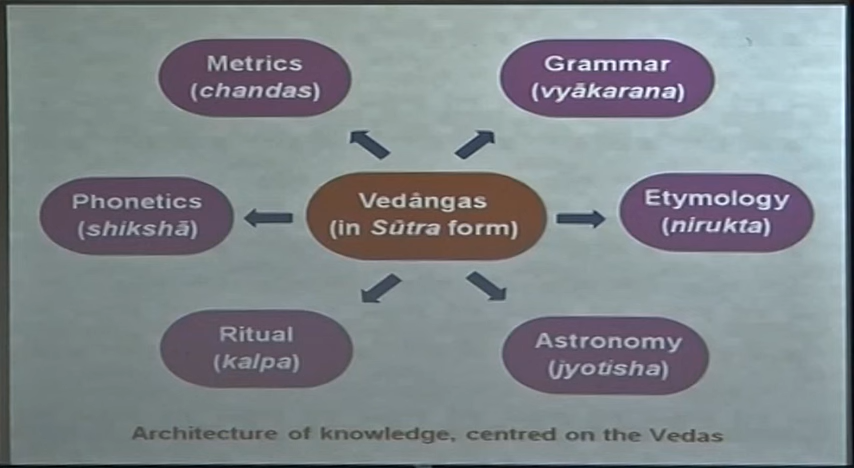 Metrics
(chandas)
Grammar
(vyākarana)
Phonetics
(shikshā)
Vedângas
(in Sūtra form)
Etymology
(nirukta)
Ritual
(kalpa)
Astronomy
(jyotisha)
Architecture of knowledge, centred on the Vedas